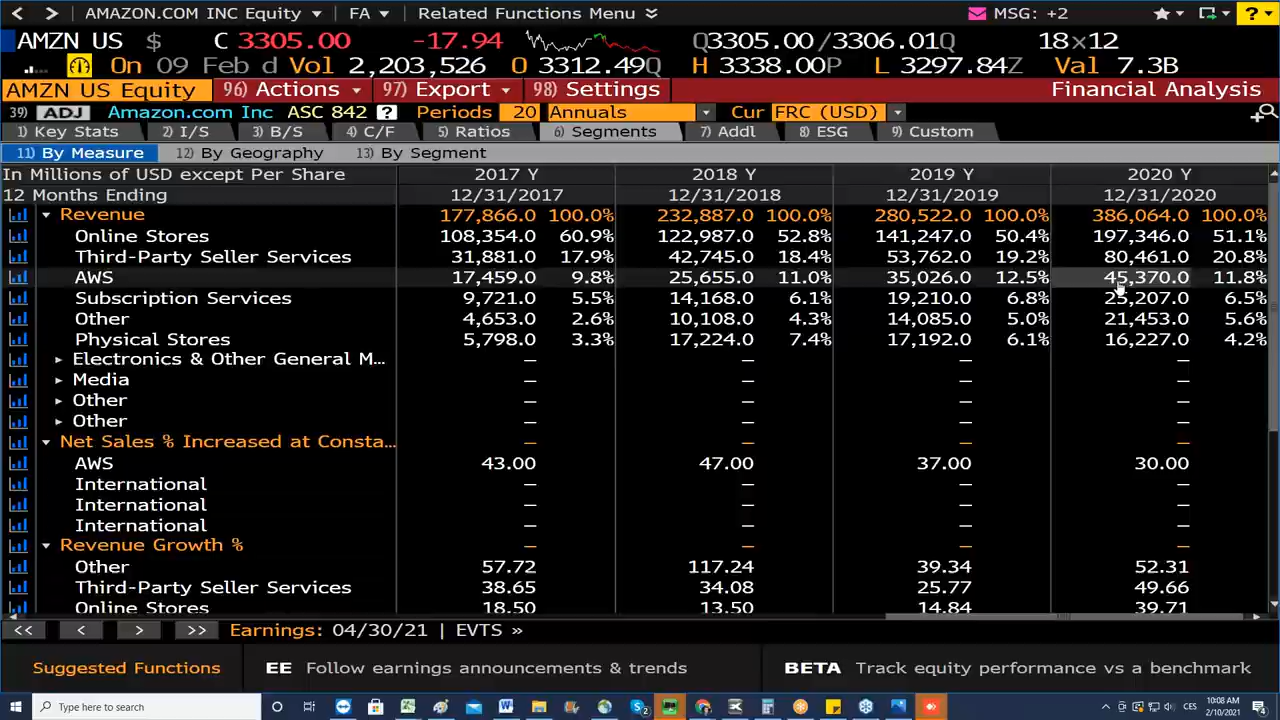 < > AMAZON.COM INC Equity FA Related Functions Menu MSG: +2 ?
AMZN US $ C 3305.00 -17.94 Q3305.00/3306.01Q 18×12
On 09 Feb d Vol 2,203,526 O 3312.49Q H 3338.00P L 3297.84Z Val 7.3B
AMZN US Equity 96) Actions 97) Export 98) Settings Financial Analysis
39) ADJ Amazon.com Inc ASC 842 ? Periods 20 Annuals Cur FRC (USD)
1) Key Stats 2) I/S 3) B/S 4) C/F 5) Ratios 6) Segments 7) Addl 8) ESG 9) Custom
11) By Measure 12) By Geography 13) By Segment
In Millions of USD except Per Share 2017 Y 2018 Y 2019 Y 2020 Y
12 Months Ending 12/31/2017 12/31/2018 12/31/2019 12/31/2020
Revenue 177,866.0 100.0% 232,887.0 100.0% 280,522.0 100.0% 386,064.0 100.0%
Online Stores 108,354.0 60.9% 122,987.0 52.8% 141,247.0 50.4% 197,346.0 51.1%
Third-Party Seller Services 31,881.0 17.9% 42,745.0 18.4% 53,762.0 19.2% 80,461.0 20.8%
AWS 17,459.0 9.8% 25,655.0 11.0% 35,026.0 12.5% 45,370.0 11.8%
Subscription Services 9,721.0 5.5% 14,168.0 6.1% 19,210.0 6.8% 25,207.0 6.5%
Other 4,653.0 2.6% 10,108.0 4.3% 14,085.0 5.0% 21,453.0 5.6%
Physical Stores 5,798.0 3.3% 17,224.0 7.4% 17,192.0 6.1% 16,227.0 4.2%
Electronics & Other General M... — — — —
Media — — — —
Other — — — —
Other — — — —
Net Sales % Increased at Consta... — — — —
AWS 43.00 47.00 37.00 30.00
International — — — —
International — — — —
International — — — —
Revenue Growth % — — — —
Other 57.72 117.24 39.34 52.31
Third-Party Seller Services 38.65 34.08 25.77 49.66
Online Stores 18.50 13.50 14.84 39.71
<< < > >> Earnings: 04/30/21 | EVTS »
Suggested Functions EE Follow earnings announcements & trends BETA Track equity performance vs a benchmark
Type here to search CES 10:08 AM
2/10/2021